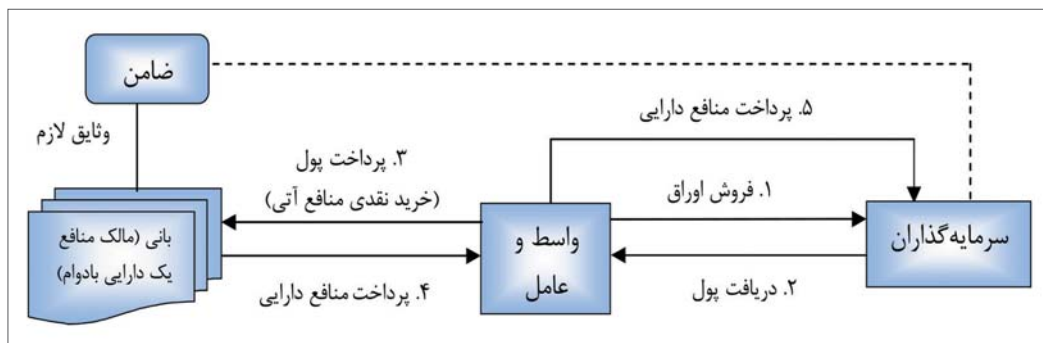 ضامن
وثایق لازم
۵. پرداخت منافع دارایی
۳. پرداخت پول
(خرید نقدی منافع آتی)
۱. فروش اوراق
سرمایه‌گذاران
واسط و
عامل
بانی (مالک منافع
یک دارایی بادوام)
۴. پرداخت منافع دارایی
۲. دریافت پول